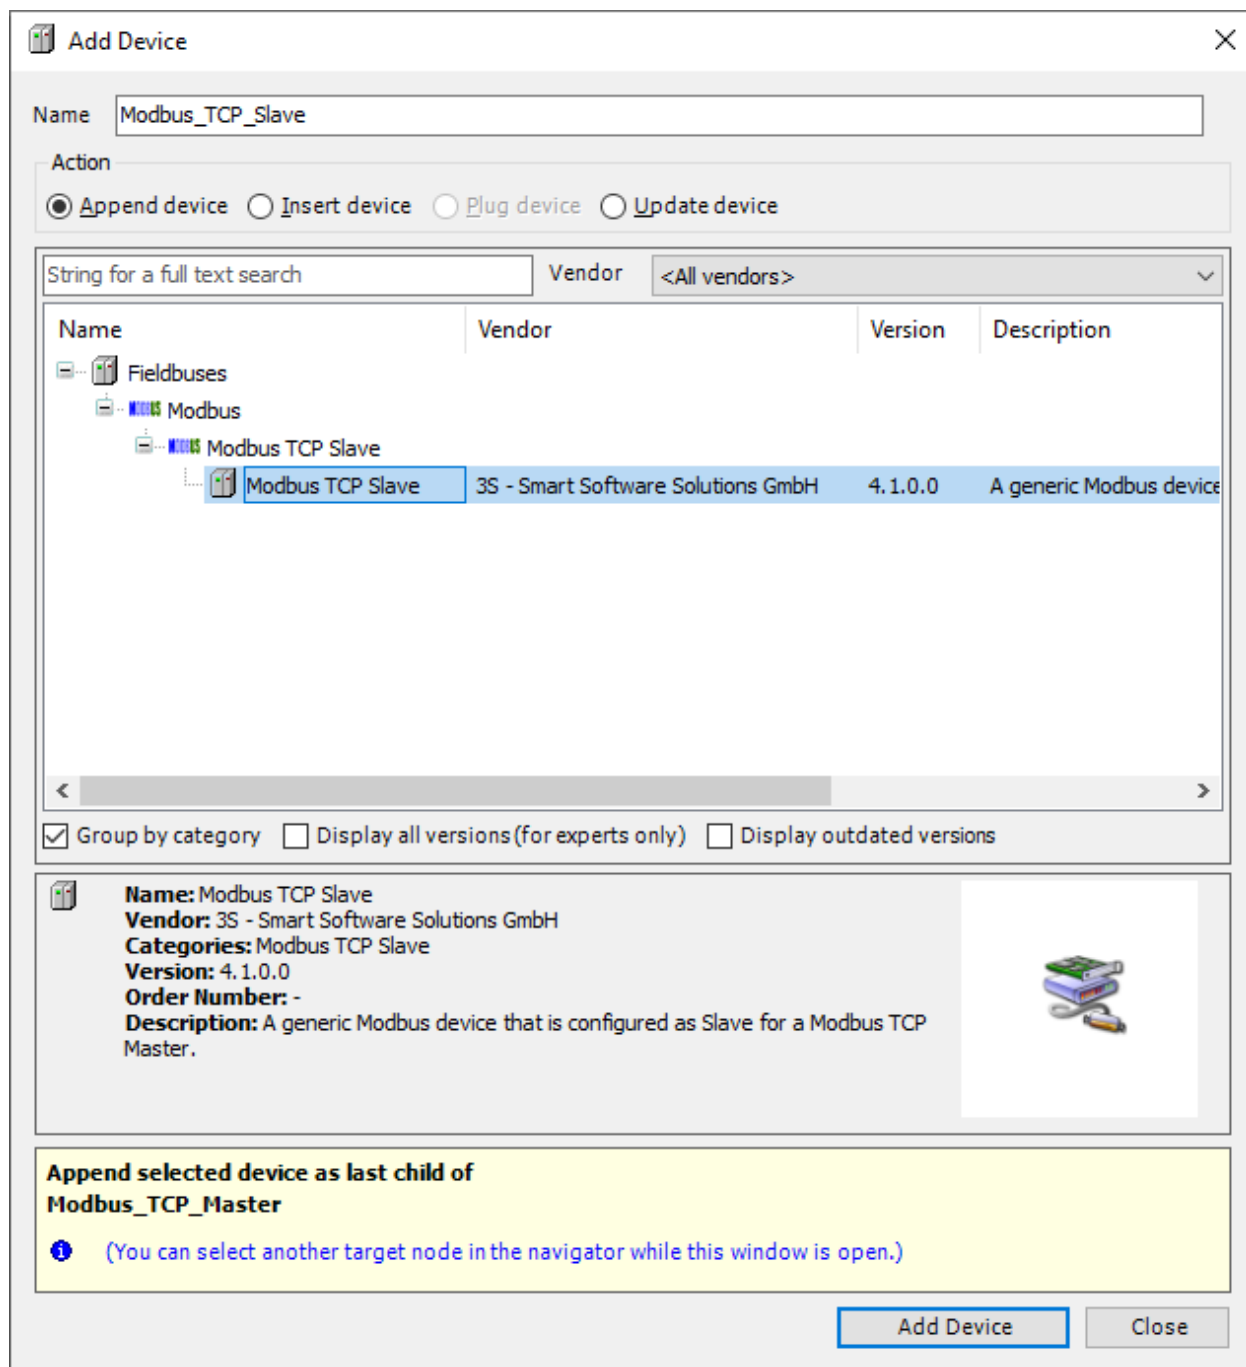 Add Device
Name Modbus_TCP_Slave
Action
Append device Insert device Plug device Update device
String for a full text search Vendor <All vendors>
Name Vendor Version Description
Fieldbuses
MODBUS Modbus
MODBUS Modbus TCP Slave
Modbus TCP Slave 3S - Smart Software Solutions GmbH 4.1.0.0 A generic Modbus device
Group by category Display all versions (for experts only) Display outdated versions
Name: Modbus TCP Slave
Vendor: 3S - Smart Software Solutions GmbH
Categories: Modbus TCP Slave
Version: 4.1.0.0
Order Number: -
Description: A generic Modbus device that is configured as Slave for a Modbus TCP
Master.
Append selected device as last child of
Modbus_TCP_Master
(You can select another target node in the navigator while this window is open.)
Add Device Close